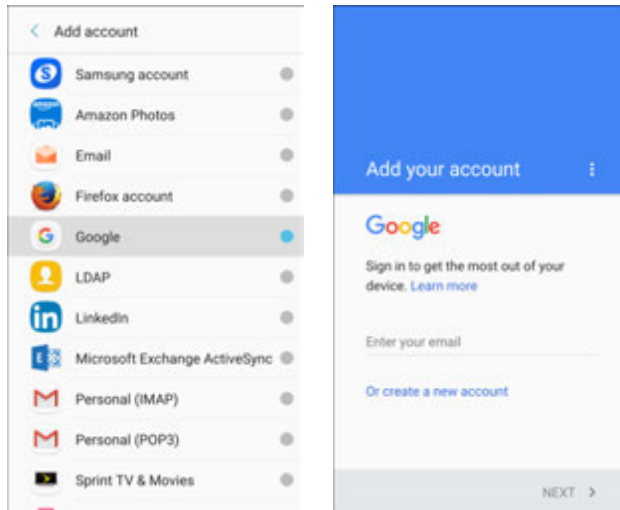 Add account
Samsung account
Amazon Photos
Email
Firefox account
Google
LDAP
LinkedIn
Microsoft Exchange ActiveSync
Personal (IMAP)
Personal (POP3)
Sprint TV & Movies
Add your account
Google
Sign in to get the most out of your
device. Learn more
Enter your email
Or create a new account
NEXT